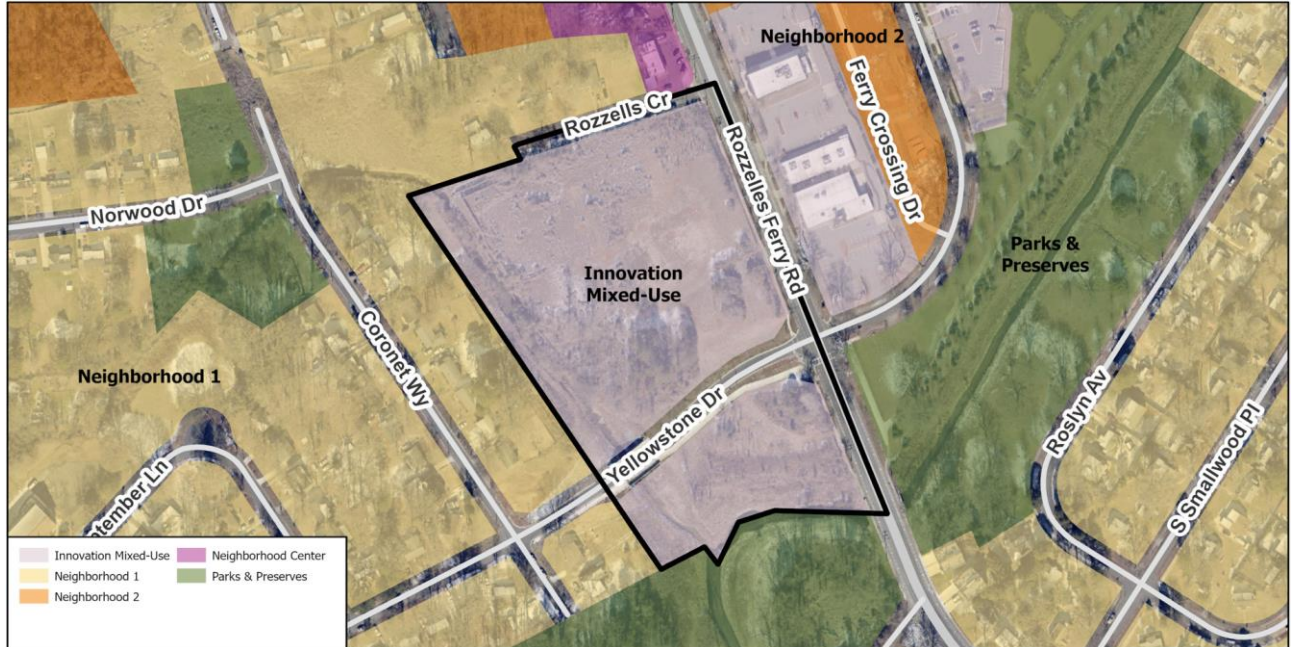 Neighborhood 2
Rozzells Cr
Ferry Crossing Dr
Rozzelles Ferry Rd
Norwood Dr
Innovation
Mixed-Use
Parks &
Preserves
Coronet Wy
Neighborhood 1
Yellowstone Dr
Roslyn Av
S Smallwood Pl
ptember Ln
Innovation Mixed-Use
Neighborhood 1
Neighborhood 2
Neighborhood Center
Parks & Preserves